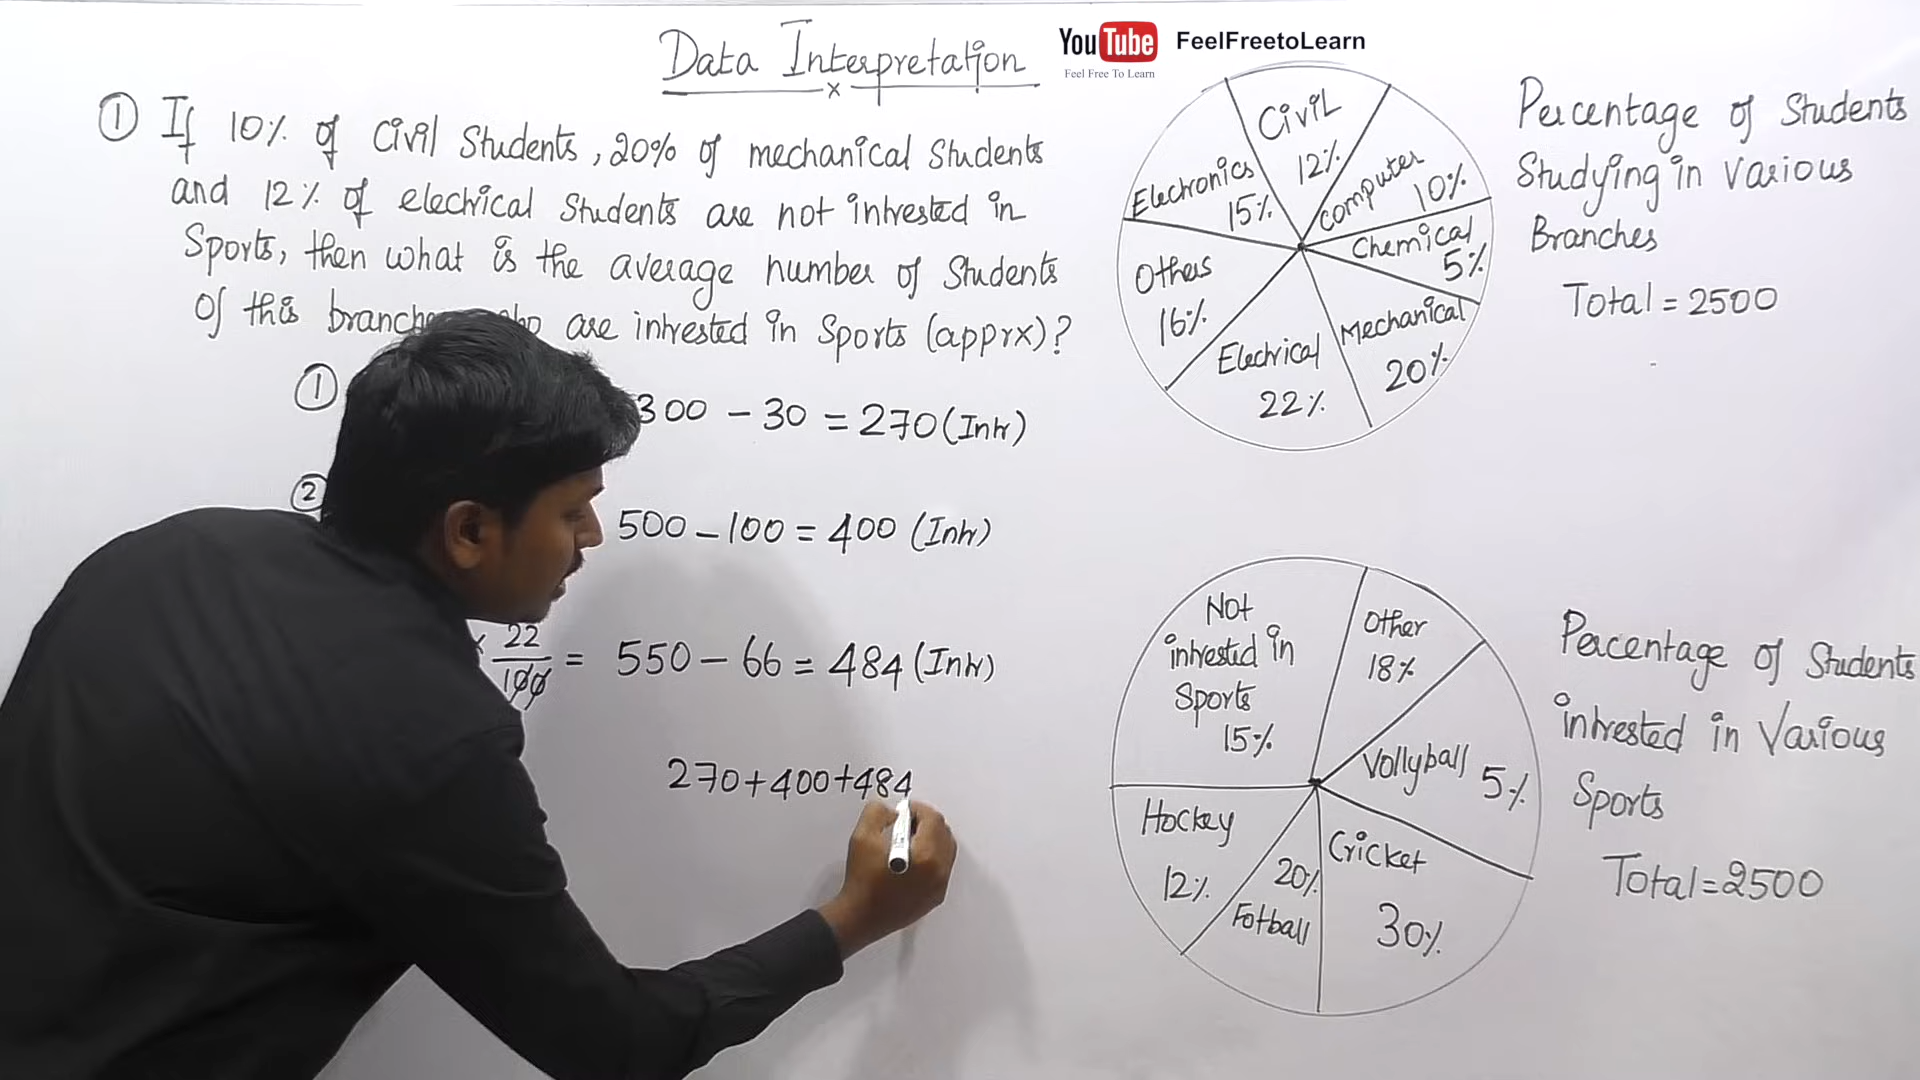 Data Interpretation
x
YouTube FeelFreetoLearn
Feel Free To Learn
① If 10% of Civil Students, 20% of mechanical Students
and 12% of electrical Students are not intrested in
Sports, then what is the average number of Students
Of this are intrested in Sports (apprx)?
①
300 - 30 = 270 (Intr)
②
500 - 100 = 400 (Intr)
x 22/100 = 550 - 66 = 484 (Intr)
270+400+484
Civil
12%
Computer
10%
Chemical
5%
Mechanical
20%
Electrical
22%
Others
16%
Electronics
15%
Percentage of Students
Studying in Various
Branches
Total = 2500
Not
intrested in
Sports
15%
Other
18%
Vollyball 5%
Cricket
30%
20%
Fotball
Hockey
12%
Percentage of Students
intrested in Various
Sports
Total=2500